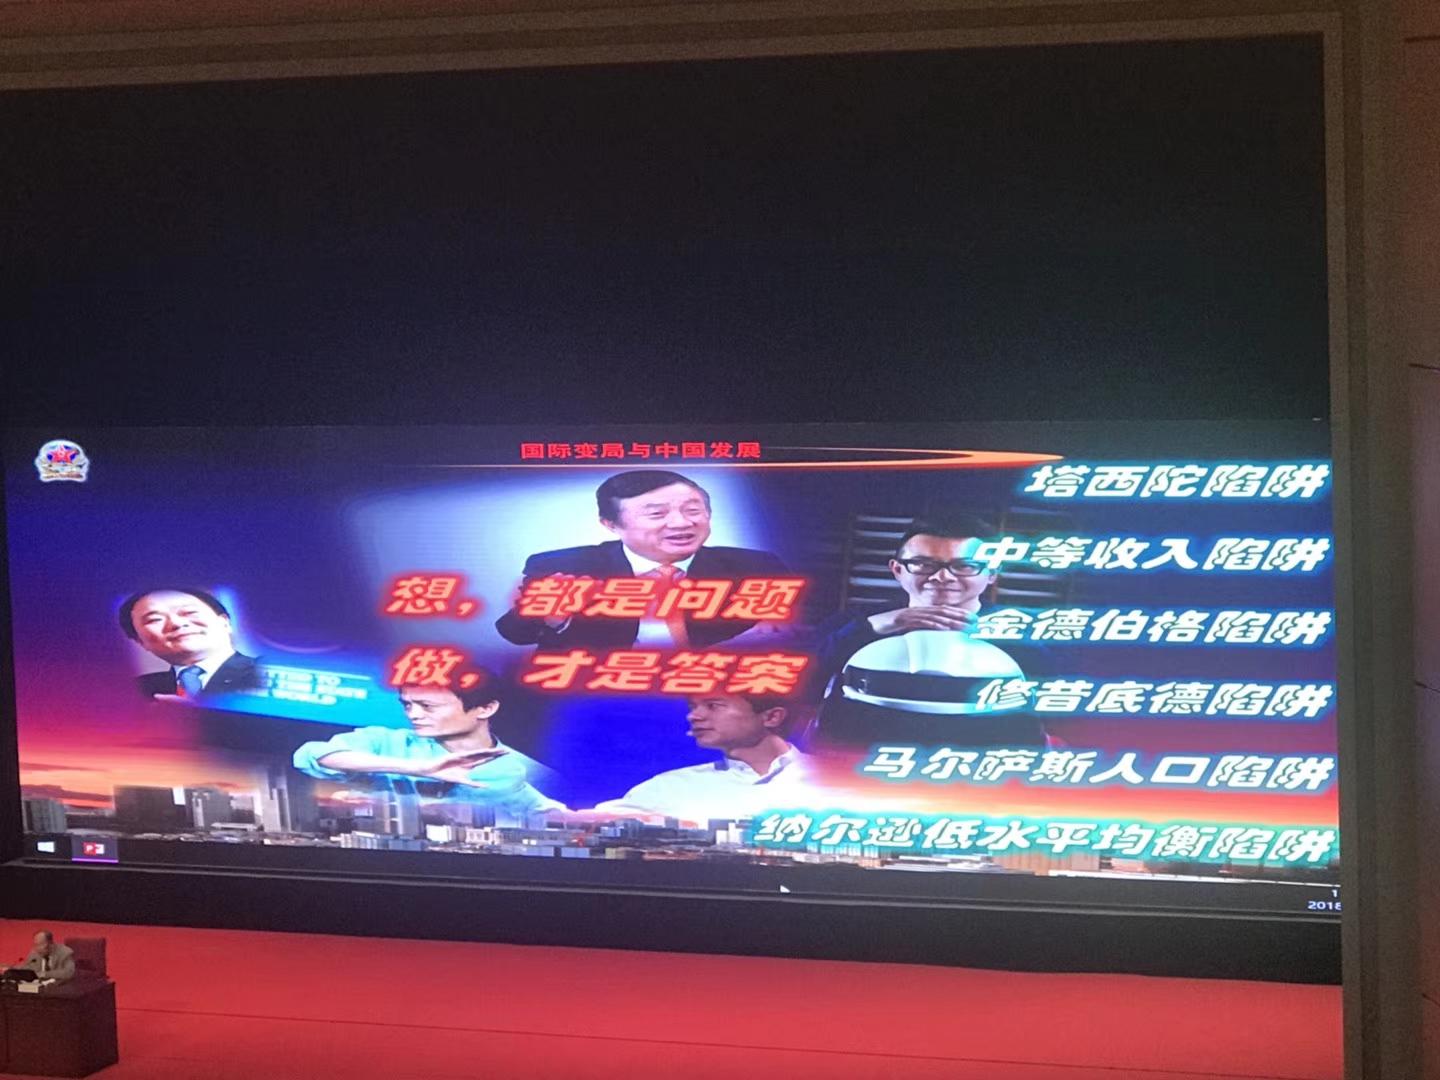 国际变局与中国发展
塔西陀陷阱
中等收入陷阱
金德伯格陷阱
修昔底德陷阱
马尔萨斯人口陷阱
纳尔逊低水平均衡陷阱
想，都是问题
做，才是答案
2018